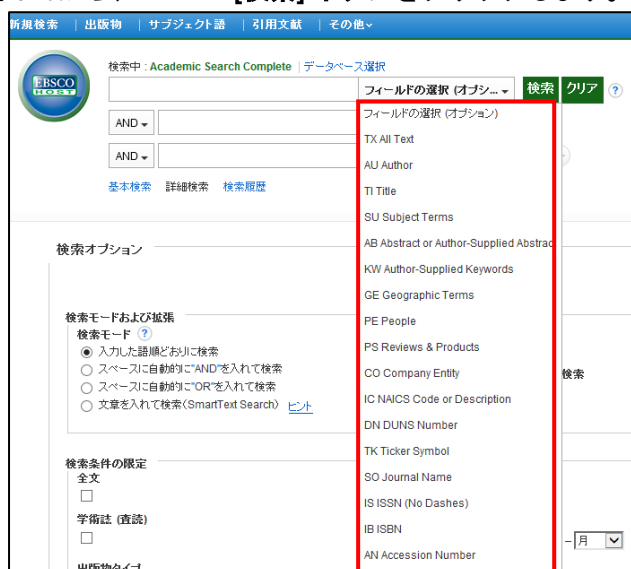 新規検索 | 出版物 | サブジェクト語 | 引用文献 | その他
EBSCO
HOST
検索中 : Academic Search Complete | データベース選択
フィールドの選択 (オプシ... 検索 クリア ?
AND
AND
基本検索 詳細検索 検索履歴
フィールドの選択 (オプション)
TX All Text
AU Author
TI Title
SU Subject Terms
AB Abstract or Author-Supplied Abstrac
KW Author-Supplied Keywords
GE Geographic Terms
PE People
PS Reviews & Products
CO Company Entity
IC NAICS Code or Description
DN DUNS Number
TK Ticker Symbol
SO Journal Name
IS ISSN (No Dashes)
IB ISBN
AN Accession Number
検索オプション
検索モードおよび拡張
検索モード ?
入力した語順どおりに検索
スペースに自動的に"AND"を入れて検索
スペースに自動的に"OR"を入れて検索
文章を入れて検索(SmartText Search) ヒント
検索
検索条件の限定
全文
学術誌 (査読)
– 月
出版物タイプ